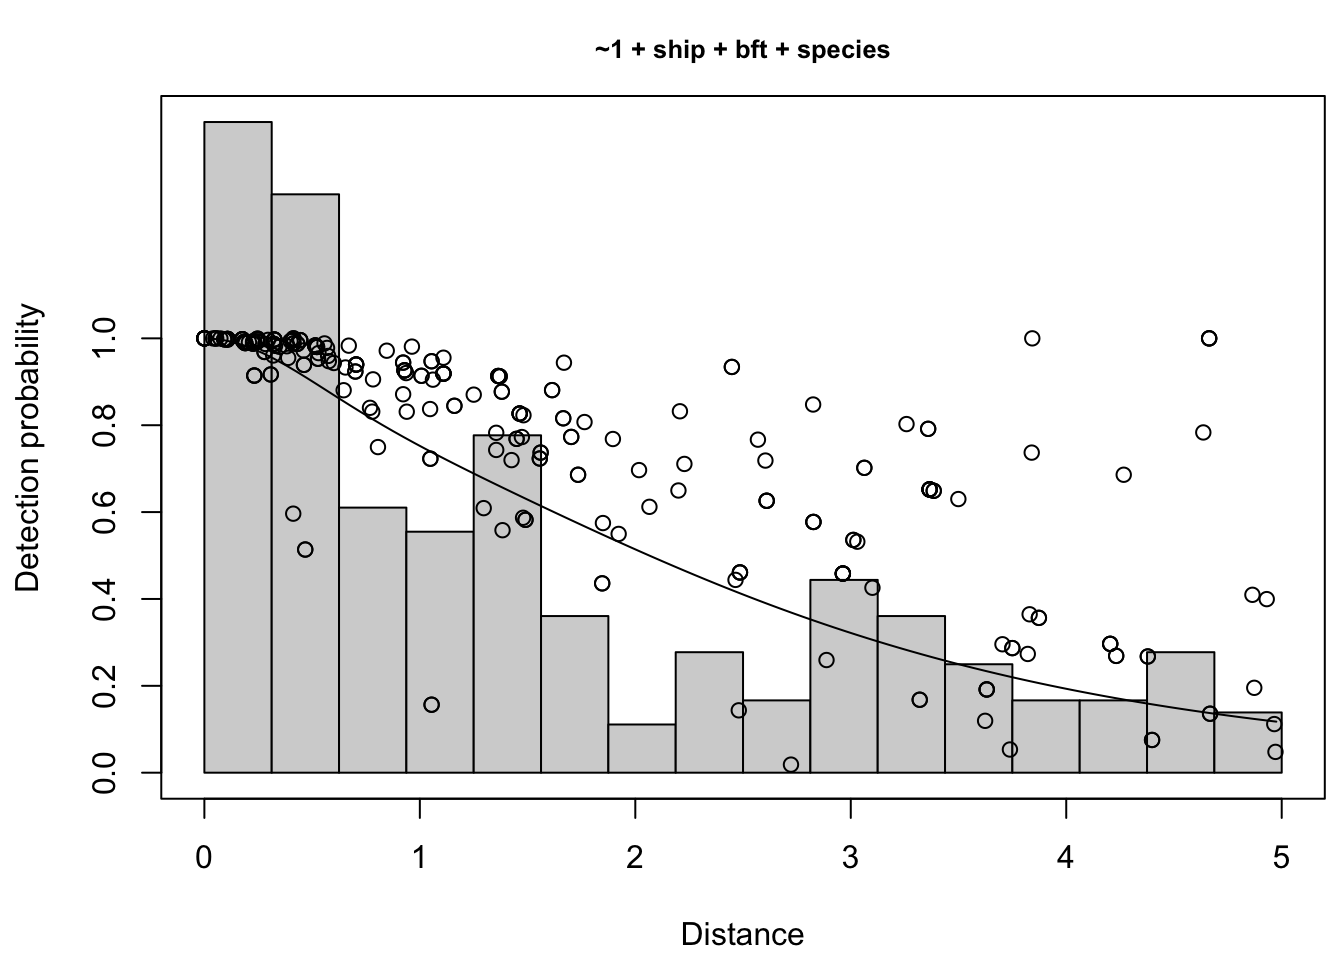 ~1 + ship + bft + species
Detection probability
1.0
0.8
0.6
0.4
0.2
0.0
0 1 2 3 4 5
Distance